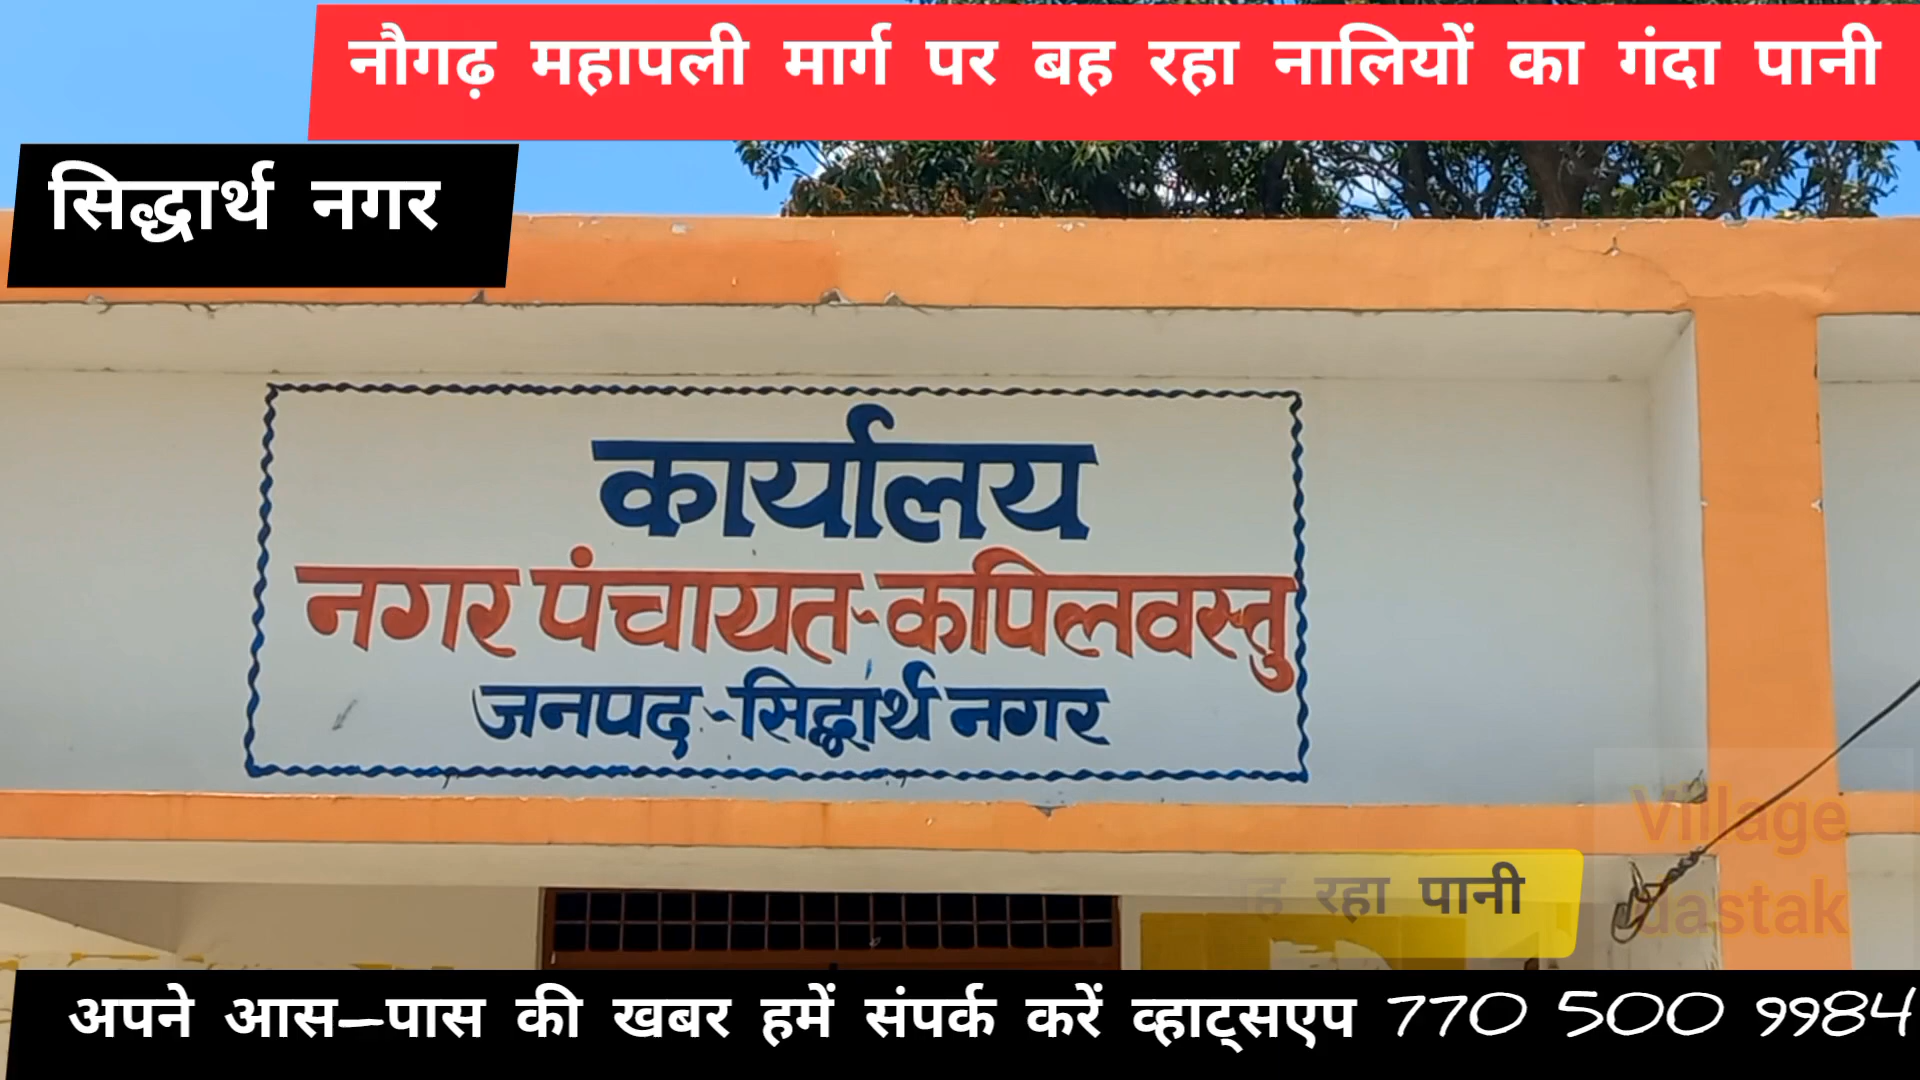 नौगढ़ महापली मार्ग पर बह रहा नालियों का गंदा पानी
सिद्धार्थ नगर
कार्यालय
नगर पंचायत-कपिलवस्तु
जनपद-सिद्धार्थ नगर
Village
dastak
रहा पानी
अपने आस–पास की खबर हमें संपर्क करें व्हाट्सएप 770 500 9984